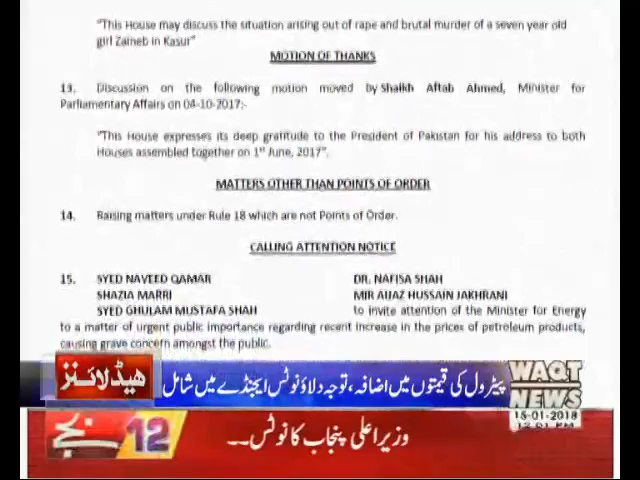 "This House may discuss the situation arising out of rape and brutal murder of a seven year old
girl Zaineb in Kasur"
MOTION OF THANKS
13. Discussion on the following motion moved by Shaikh Aftab Ahmed, Minister for
Parliamentary Affairs on 04-10-2017:-
"This House expresses its deep gratitude to the President of Pakistan for his address to both
Houses assembled together on 1st June, 2017".
MATTERS OTHER THAN POINTS OF ORDER
14. Raising matters under Rule 18 which are not Points of Order.
CALLING ATTENTION NOTICE
15. SYED NAVEED QAMAR DR. NAFISA SHAH
SHAZIA MARRI MIR AIJAZ HUSSAIN JAKHRANI
SYED GHULAM MUSTAFA SHAH to invite attention of the Minister for Energy
to a matter of urgent public importance regarding recent increase in the prices of petroleum products,
causing grave concern amongst the public.
ہیڈلائنز
پیٹرول کی قیمتوں میں اضافہ، توجہ دلاؤ نوٹس ایجنڈے میں شامل
WAQT
NEWS
15-01-2018
12:01 PM
12 بجے
وزیر اعلی پنجاب کا نوٹس۔۔